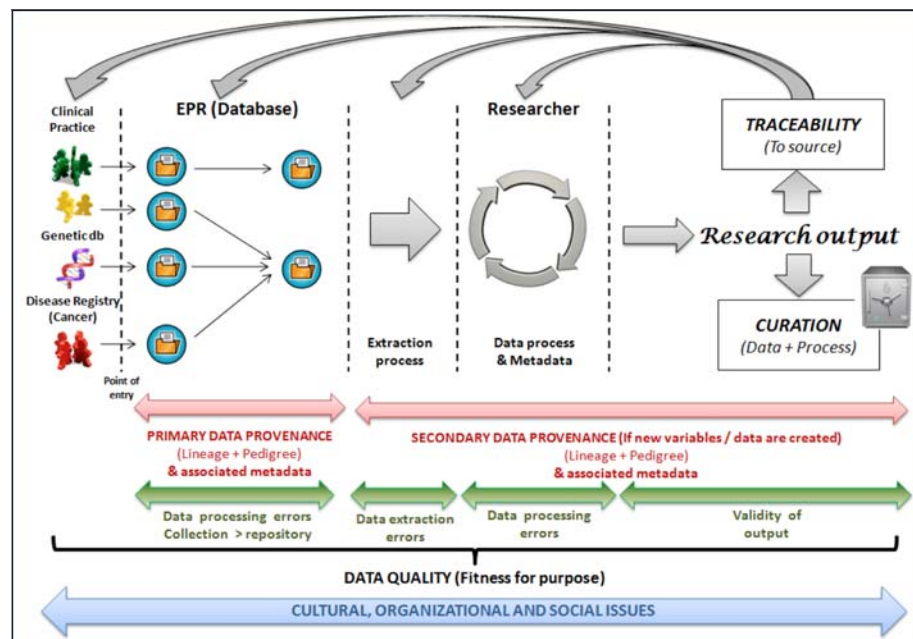 Clinical
Practice
EPR (Database)
Researcher
TRACEABILITY
(To source)
Genetic db
Research output
Disease Registry
(Cancer)
CURATION
(Data + Process)
Extraction
process
Data process
& Metadata
Point of
entry
PRIMARY DATA PROVENANCE
(Lineage + Pedigree)
& associated metadata
SECONDARY DATA PROVENANCE (If new variables / data are created)
(Lineage + Pedigree)
& associated metadata
Data processing errors
Collection > repository
Data extraction
errors
Data processing
errors
Validity of
output
DATA QUALITY (Fitness for purpose)
CULTURAL, ORGANIZATIONAL AND SOCIAL ISSUES